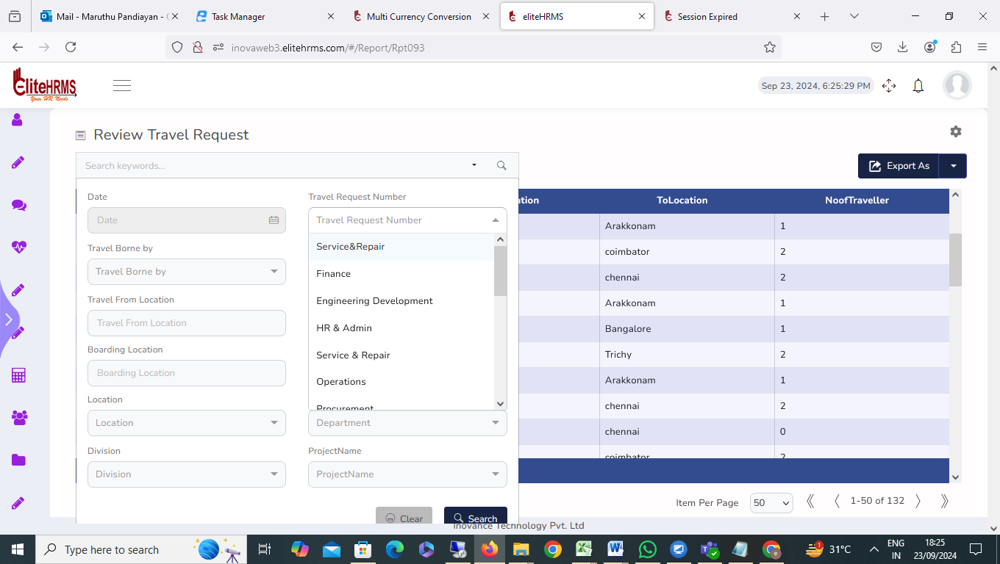 Mail - Maruthu Pandiayan -
Task Manager
Multi Currency Conversion
eliteHRMS
Session Expired
inovaweb3.elitehrms.com/#/Report/Rpt093
EliteHRMS
Your HR Needs
Sep 23, 2024, 6:25:29 PM
Review Travel Request
Search keywords...
Export As
Date
Date
Travel Request Number
Travel Request Number
Service&Repair
Finance
Engineering Development
HR & Admin
Service & Repair
Operations
Procurement
Travel Borne by
Travel Borne by
Travel From Location
Travel From Location
Boarding Location
Boarding Location
Location
Location
Department
Division
Division
ProjectName
ProjectName
Clear
Search
ToLocation NoofTraveller
Arakkonam 1
coimbator 2
chennai 2
Arakkonam 1
Bangalore 1
Trichy 2
Arakkonam 1
chennai 2
chennai 0
coimbator 2
Item Per Page 50 1-50 of 132
Inovance Technology Pvt. Ltd
Type here to search
1
31°C
ENG
IN
18:25
23/09/2024